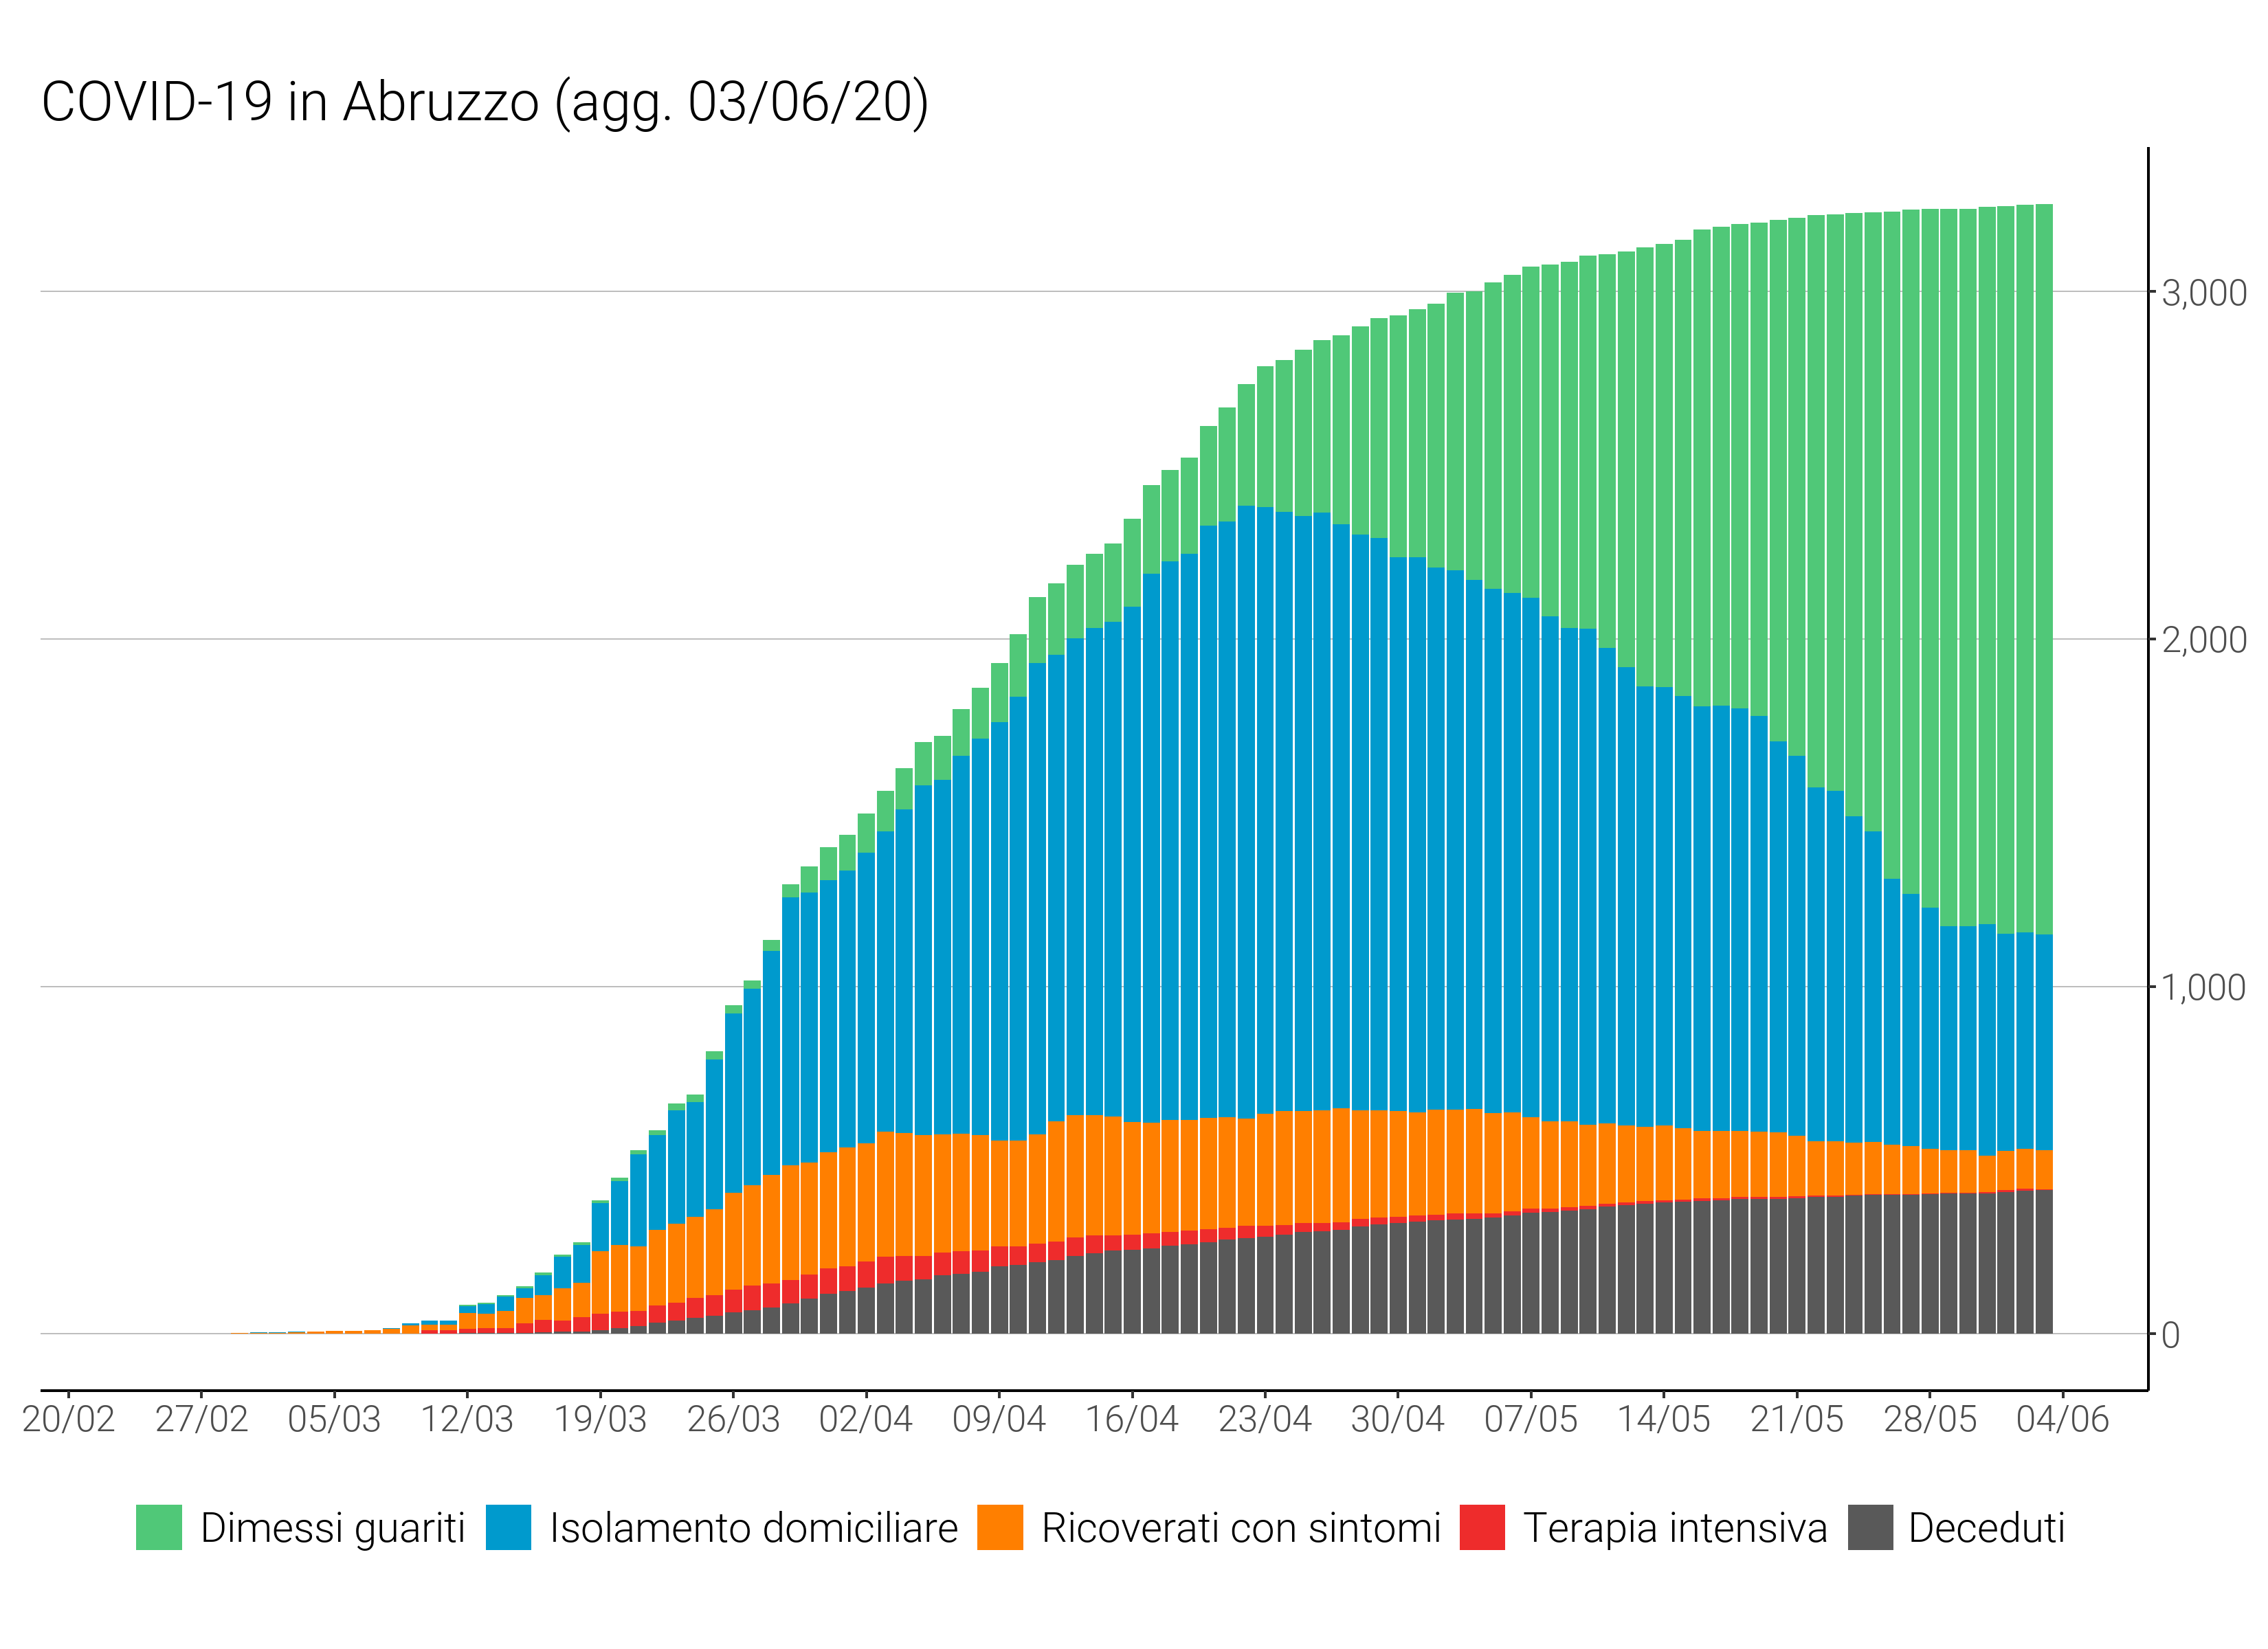 COVID-19 in Abruzzo (agg. 03/06/20)
3,000
2,000
1,000
0
20/02 27/02 05/03 12/03 19/03 26/03 02/04 09/04 16/04 23/04 30/04 07/05 14/05 21/05 28/05 04/06
Dimessi guariti Isolamento domiciliare Ricoverati con sintomi Terapia intensiva Deceduti